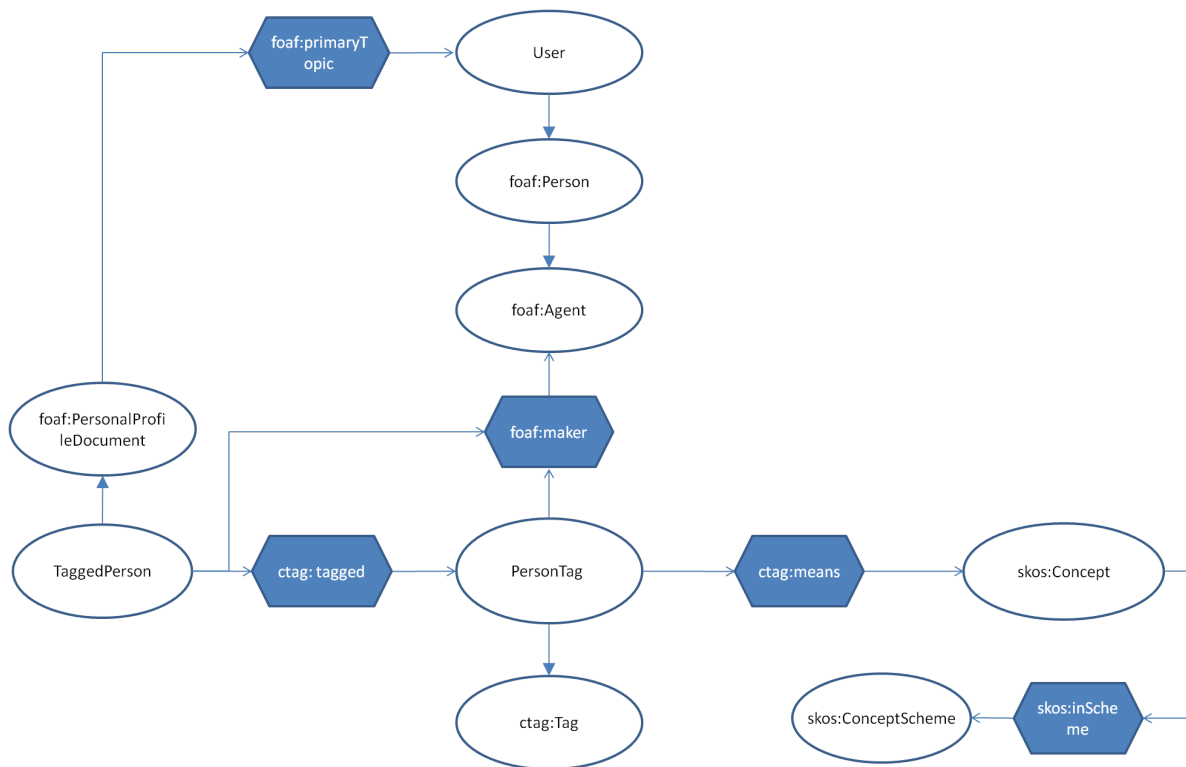 foaf:primaryT
opic
User
foaf:Person
foaf:Agent
foaf:PersonalProfi
leDocument
foaf:maker
TaggedPerson
ctag: tagged
PersonTag
ctag:means
skos:Concept
ctag:Tag
skos:ConceptScheme
skos:inSche
me